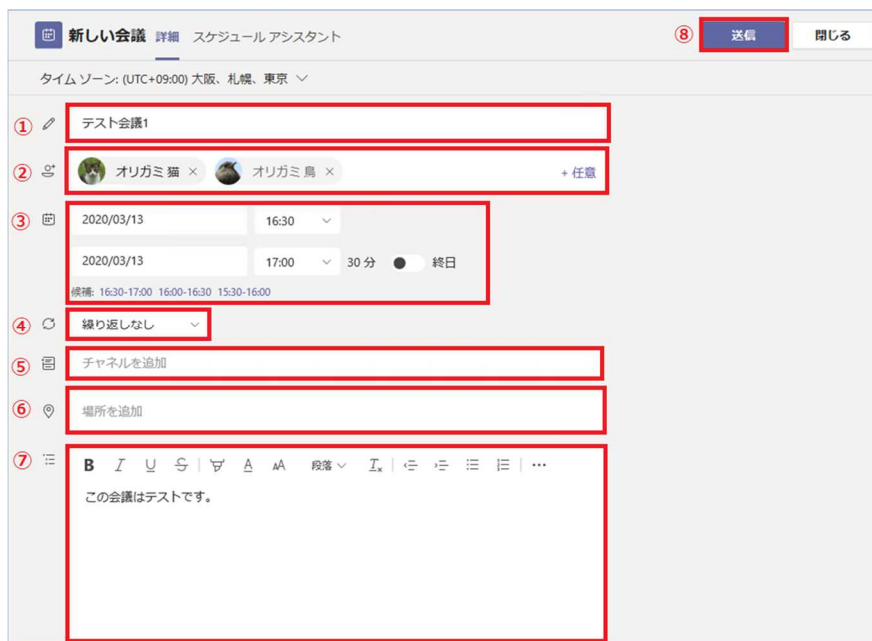 新しい会議 詳細 スケジュール アシスタント ⑧ 送信 閉じる
タイム ゾーン: (UTC+09:00) 大阪、札幌、東京
① テスト会議1
② オリガミ 猫 × オリガミ 鳥 × + 任意
③ 2020/03/13 16:30
2020/03/13 17:00 30 分 終日
候補: 16:30-17:00 16:00-16:30 15:30-16:00
④ 繰り返しなし
⑤ チャネルを追加
⑥ 場所を追加
⑦ B I U S A AA 段落 Tx ...
この会議はテストです。